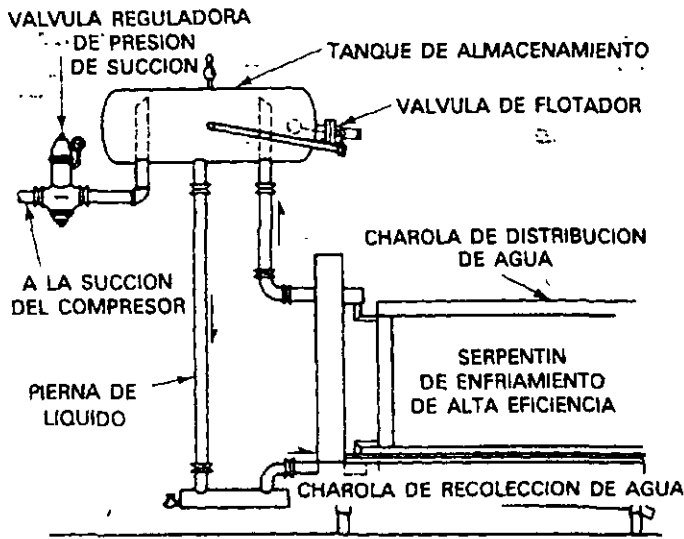 VALVULA REGULADORA
DE PRESION
DE SUCCION
TANQUE DE ALMACENAMIENTO
VALVULA DE FLOTADOR
CHAROLA DE DISTRIBUCION
DE AGUA
A LA SUCCION
DEL COMPRESOR
SERPENTIN
DE ENFRIAMIENTO
DE ALTA EFICIENCIA
PIERNA DE
LIQUIDO
CHAROLA DE RECOLECCION DE AGUA